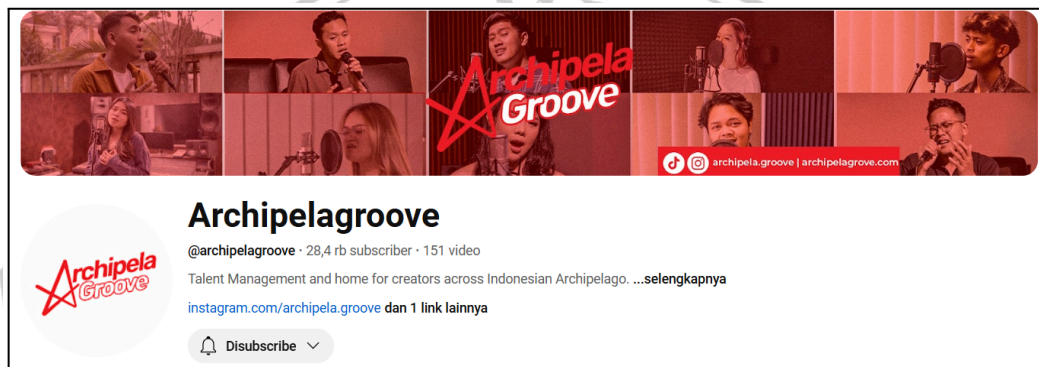 Archipela
Groove
archipela.groove | archipelagrove.com
Archipelagroove
@archipelagroove · 28,4 rb subscriber · 151 video
Talent Management and home for creators across Indonesian Archipelago. ...selengkapnya
instagram.com/archipela.groove dan 1 link lainnya
Archipela
Groove
Disubscribe